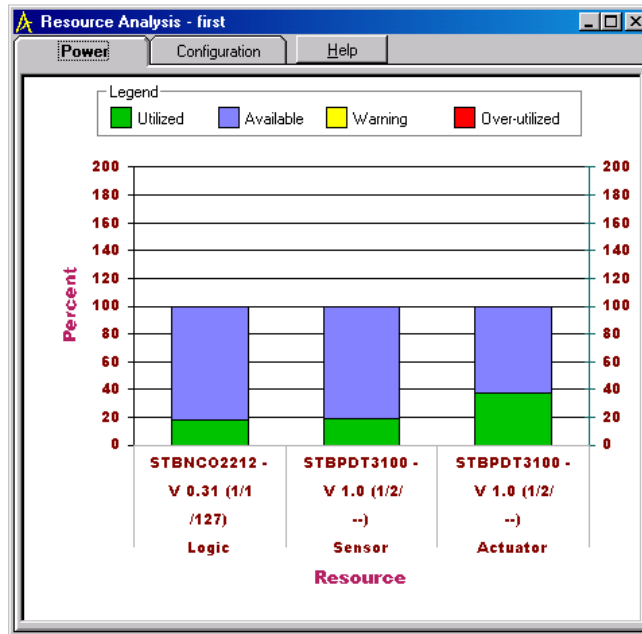 Resource Analysis - first
Power Configuration Help
Legend
Utilized Available Warning Over-utilized
200 200
180 180
160 160
140 140
120 120
100 100
80 80
60 60
40 40
20 20
0 0
Percent
STBNCO2212 - STBPDT3100 - STBPDT3100 -
V 0.31 (1/1 V 1.0 (1/2/ V 1.0 (1/2/
/127) --) --)
Logic Sensor Actuator
Resource